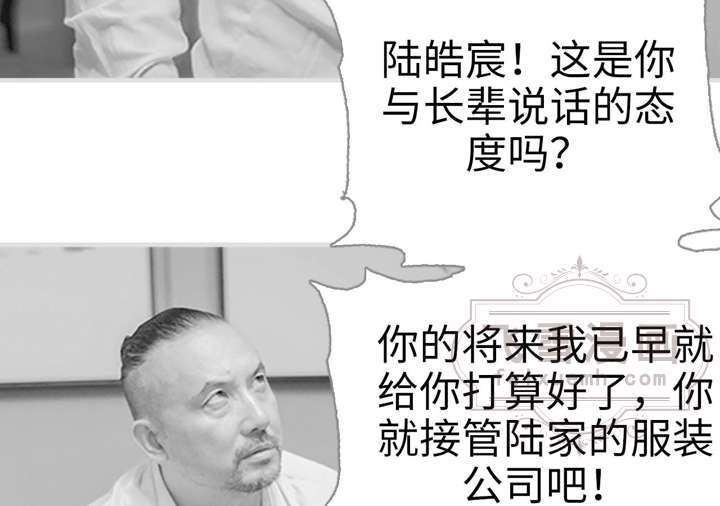 陆皓宸！这是你
与长辈说话的态
度吗？
你的将来我已早就
给你打算好了，你
就接管陆家的服装
公司吧！